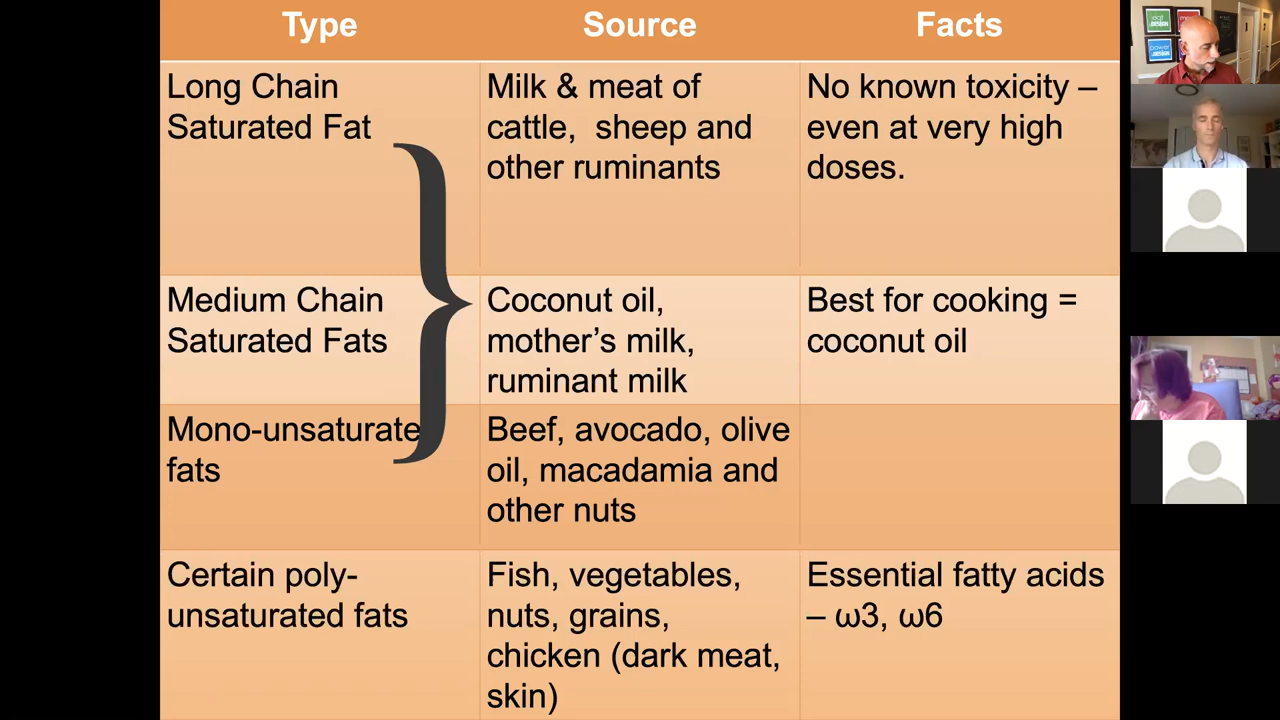 Type Source Facts
Long Chain
Saturated Fat
Milk & meat of
cattle,  sheep and
other ruminants
No known toxicity –
even at very high
doses.
Medium Chain
Saturated Fats
Coconut oil,
mother’s milk,
ruminant milk
Best for cooking =
coconut oil
Mono-unsaturate
fats
Beef, avocado, olive
oil, macadamia and
other nuts
Certain poly-
unsaturated fats
Fish, vegetables,
nuts, grains,
chicken (dark meat,
skin)
Essential fatty acids
– ω3, ω6